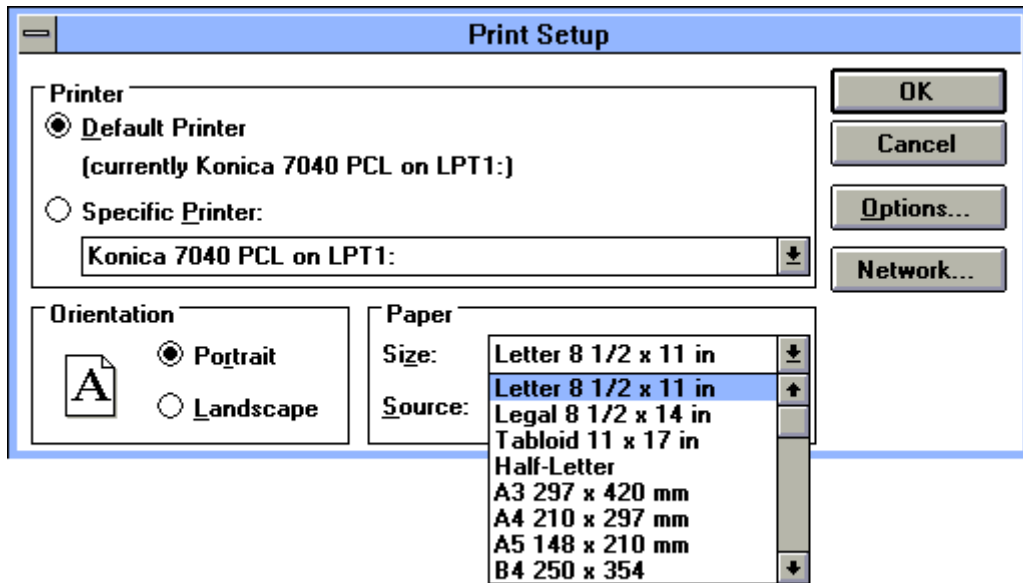 Print Setup
Printer
Default Printer
(currently Konica 7040 PCL on LPT1:)
Specific Printer:
Konica 7040 PCL on LPT1:
OK
Cancel
Options...
Network...
Orientation
A
Portrait
Landscape
Paper
Size:
Letter 8 1/2 x 11 in
Source:
Letter 8 1/2 x 11 in
Legal 8 1/2 x 14 in
Tabloid 11 x 17 in
Half-Letter
A3 297 x 420 mm
A4 210 x 297 mm
A5 148 x 210 mm
B4 250 x 354